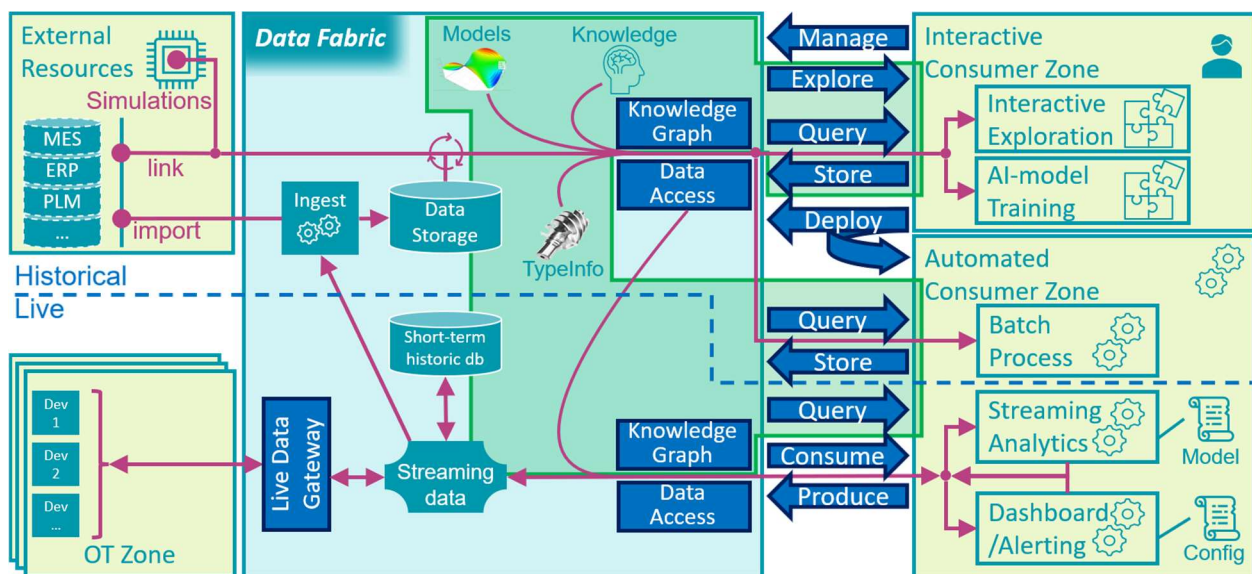 External
Resources
Simulations
MES
ERP
PLM
...
link
import
Historical
Live
Dev
1
Dev
2
Dev
...
OT Zone
Data Fabric
Models
Knowledge
Ingest
Data
Storage
TypeInfo
Knowledge
Graph
Data
Access
Short-term
historic db
Live Data
Gateway
Streaming
data
Knowledge
Graph
Data
Access
Manage
Explore
Query
Store
Deploy
Query
Store
Query
Consume
Produce
Interactive
Consumer Zone
Interactive
Exploration
AI-model
Training
Automated
Consumer Zone
Batch
Process
Streaming
Analytics
Model
Dashboard
/Alerting
Config